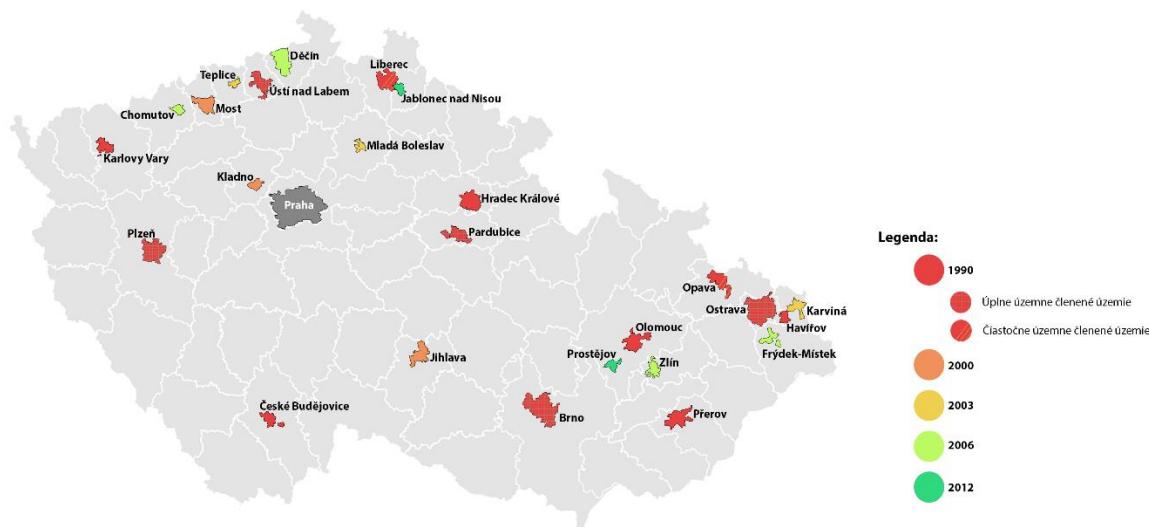 Děčín
Teplice
Liberec
Ústí nad Labem
Jablonec nad Nisou
Chomutov
Most
Mladá Boleslav
Karlovy Vary
Kladno
Praha
Hradec Králové
Plzeň
Pardubice
Opava
Ostrava
Karviná
Havířov
Olomouc
Frýdek-Místek
Jihlava
Prostějov
Zlín
České Budějovice
Brno
Přerov
Legenda:
1990
Úplne územne členené územie
Čiastočne územne členené územie
2000
2003
2006
2012